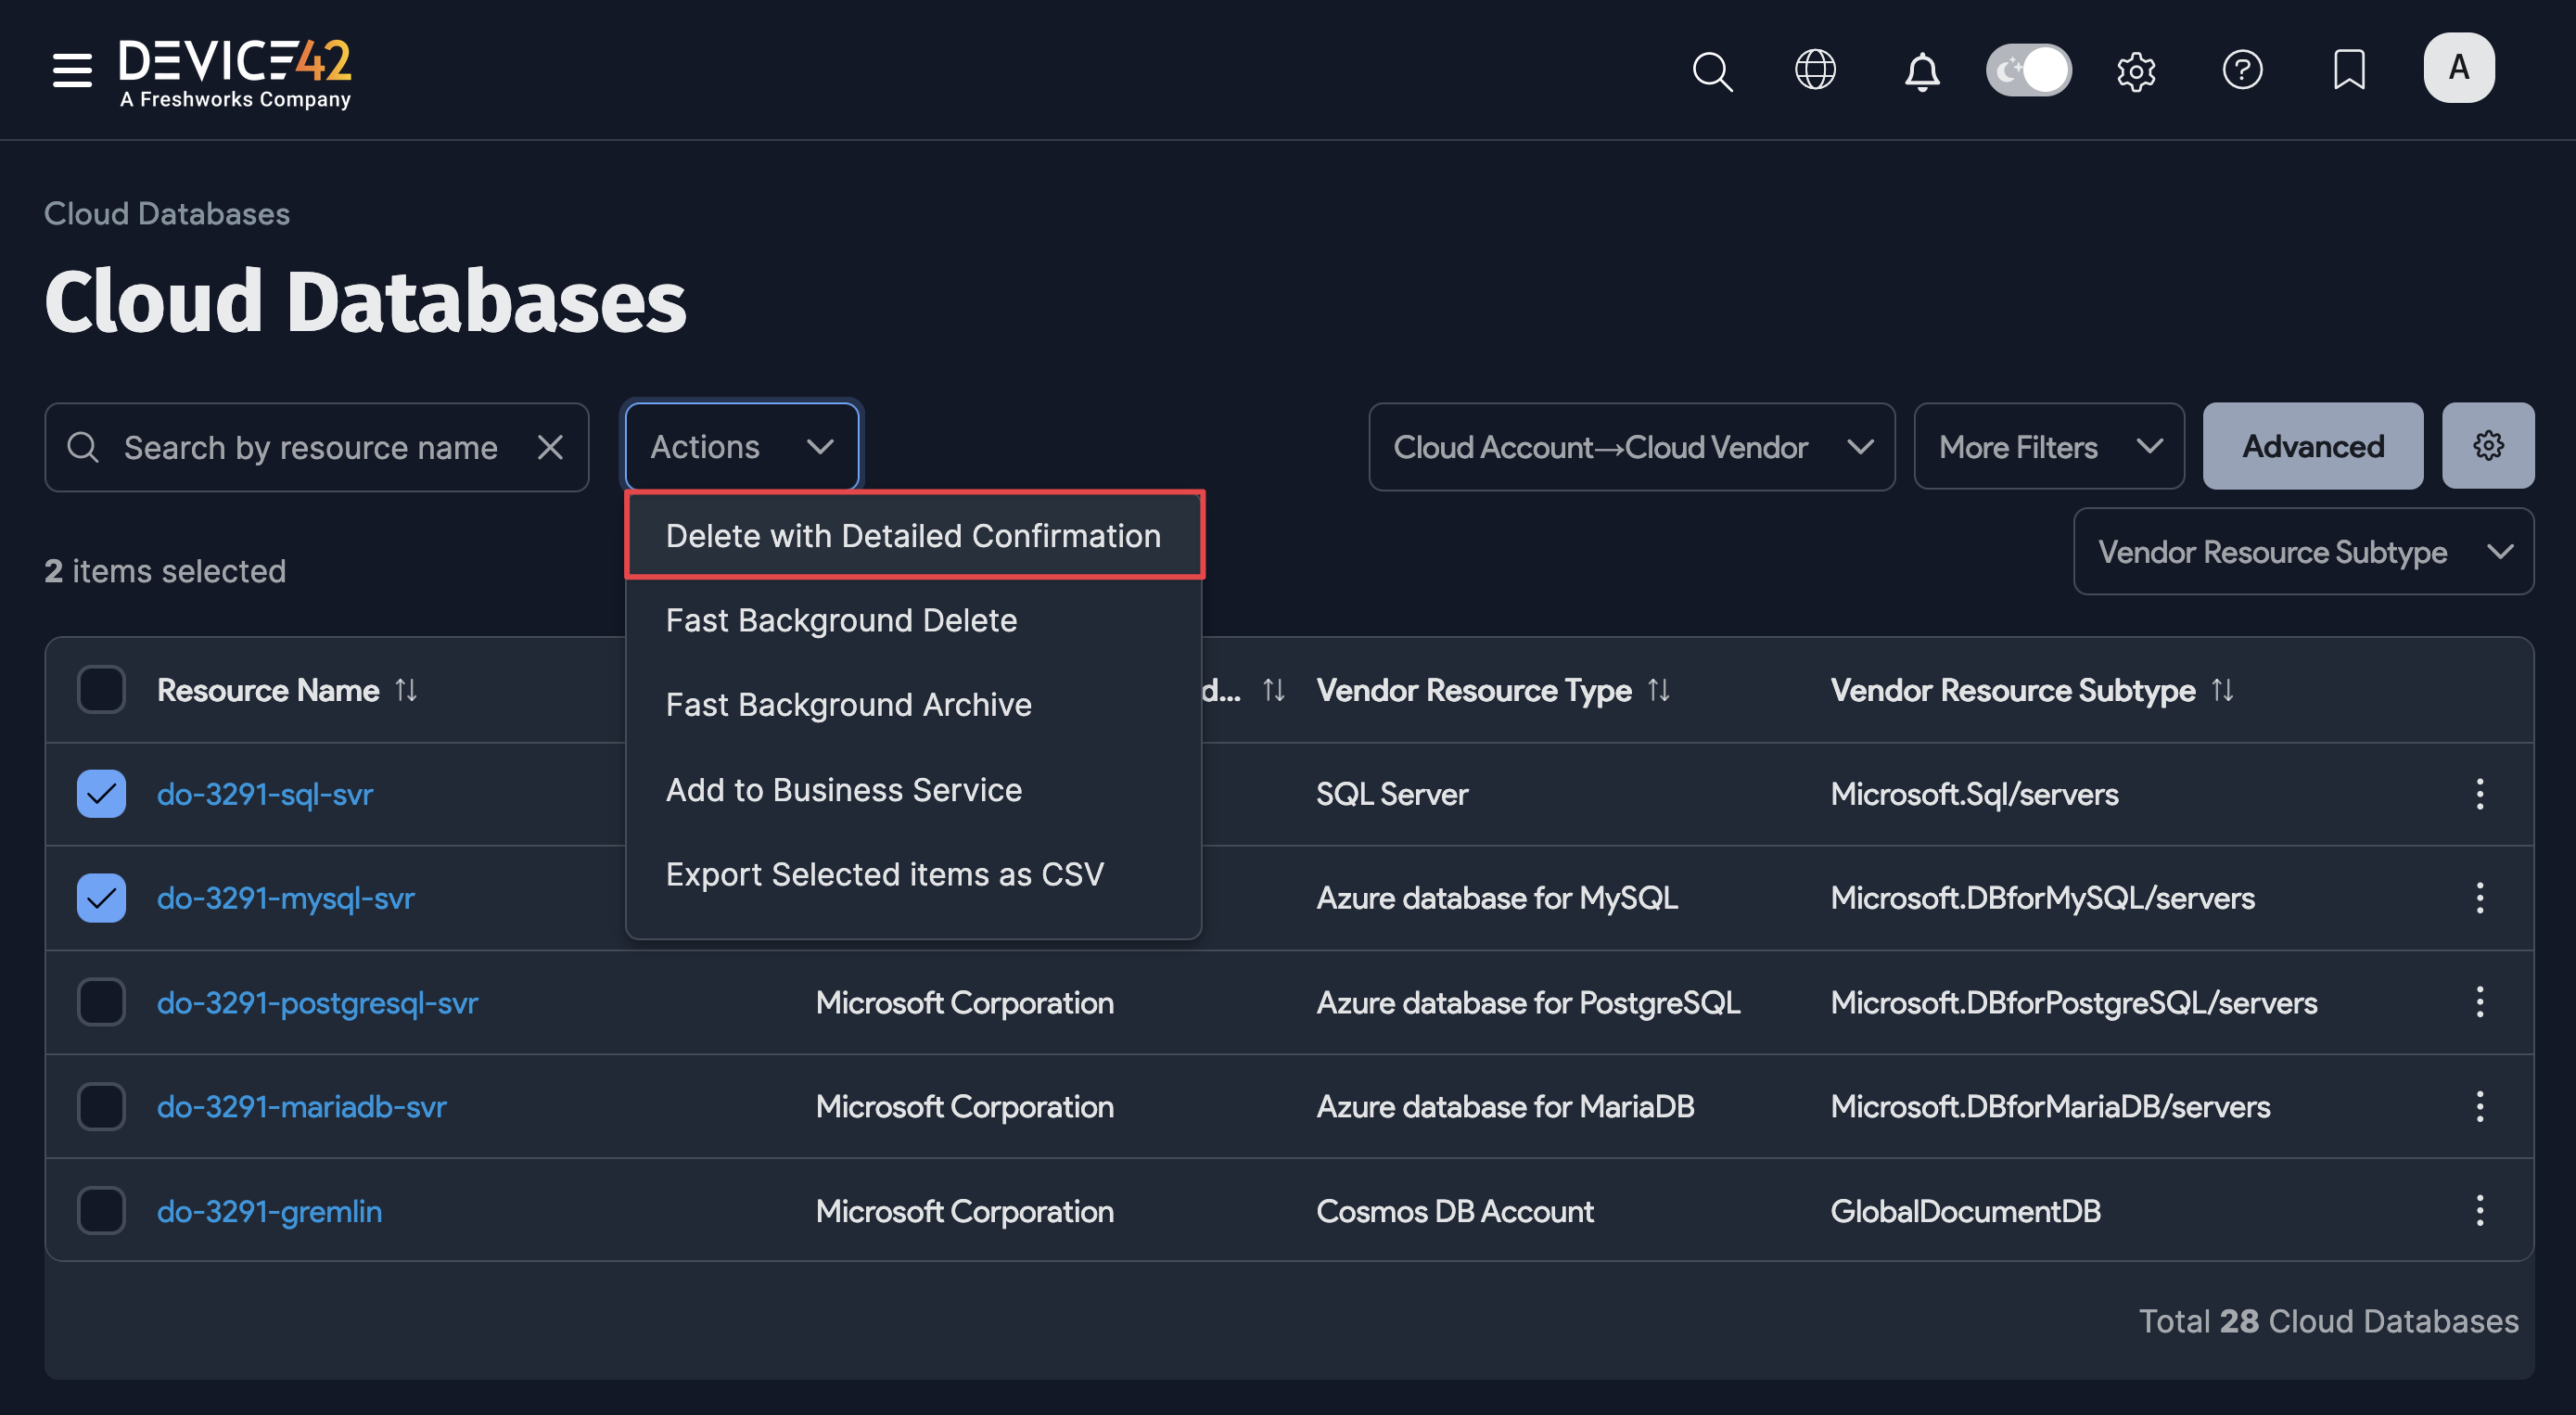 DEVICE42
A Freshworks Company
A
Cloud Databases
Cloud Databases
Search by resource name
Actions
Cloud Account→Cloud Vendor
More Filters
Advanced
Delete with Detailed Confirmation
Vendor Resource Subtype
2 items selected
Fast Background Delete
Fast Background Archive
Add to Business Service
Export Selected items as CSV
Resource Name
d...
Vendor Resource Type
Vendor Resource Subtype
do-3291-sql-svr
SQL Server
Microsoft.Sql/servers
do-3291-mysql-svr
Azure database for MySQL
Microsoft.DBforMySQL/servers
do-3291-postgresql-svr
Microsoft Corporation
Azure database for PostgreSQL
Microsoft.DBforPostgreSQL/servers
do-3291-mariadb-svr
Microsoft Corporation
Azure database for MariaDB
Microsoft.DBforMariaDB/servers
do-3291-gremlin
Microsoft Corporation
Cosmos DB Account
GlobalDocumentDB
Total 28 Cloud Databases